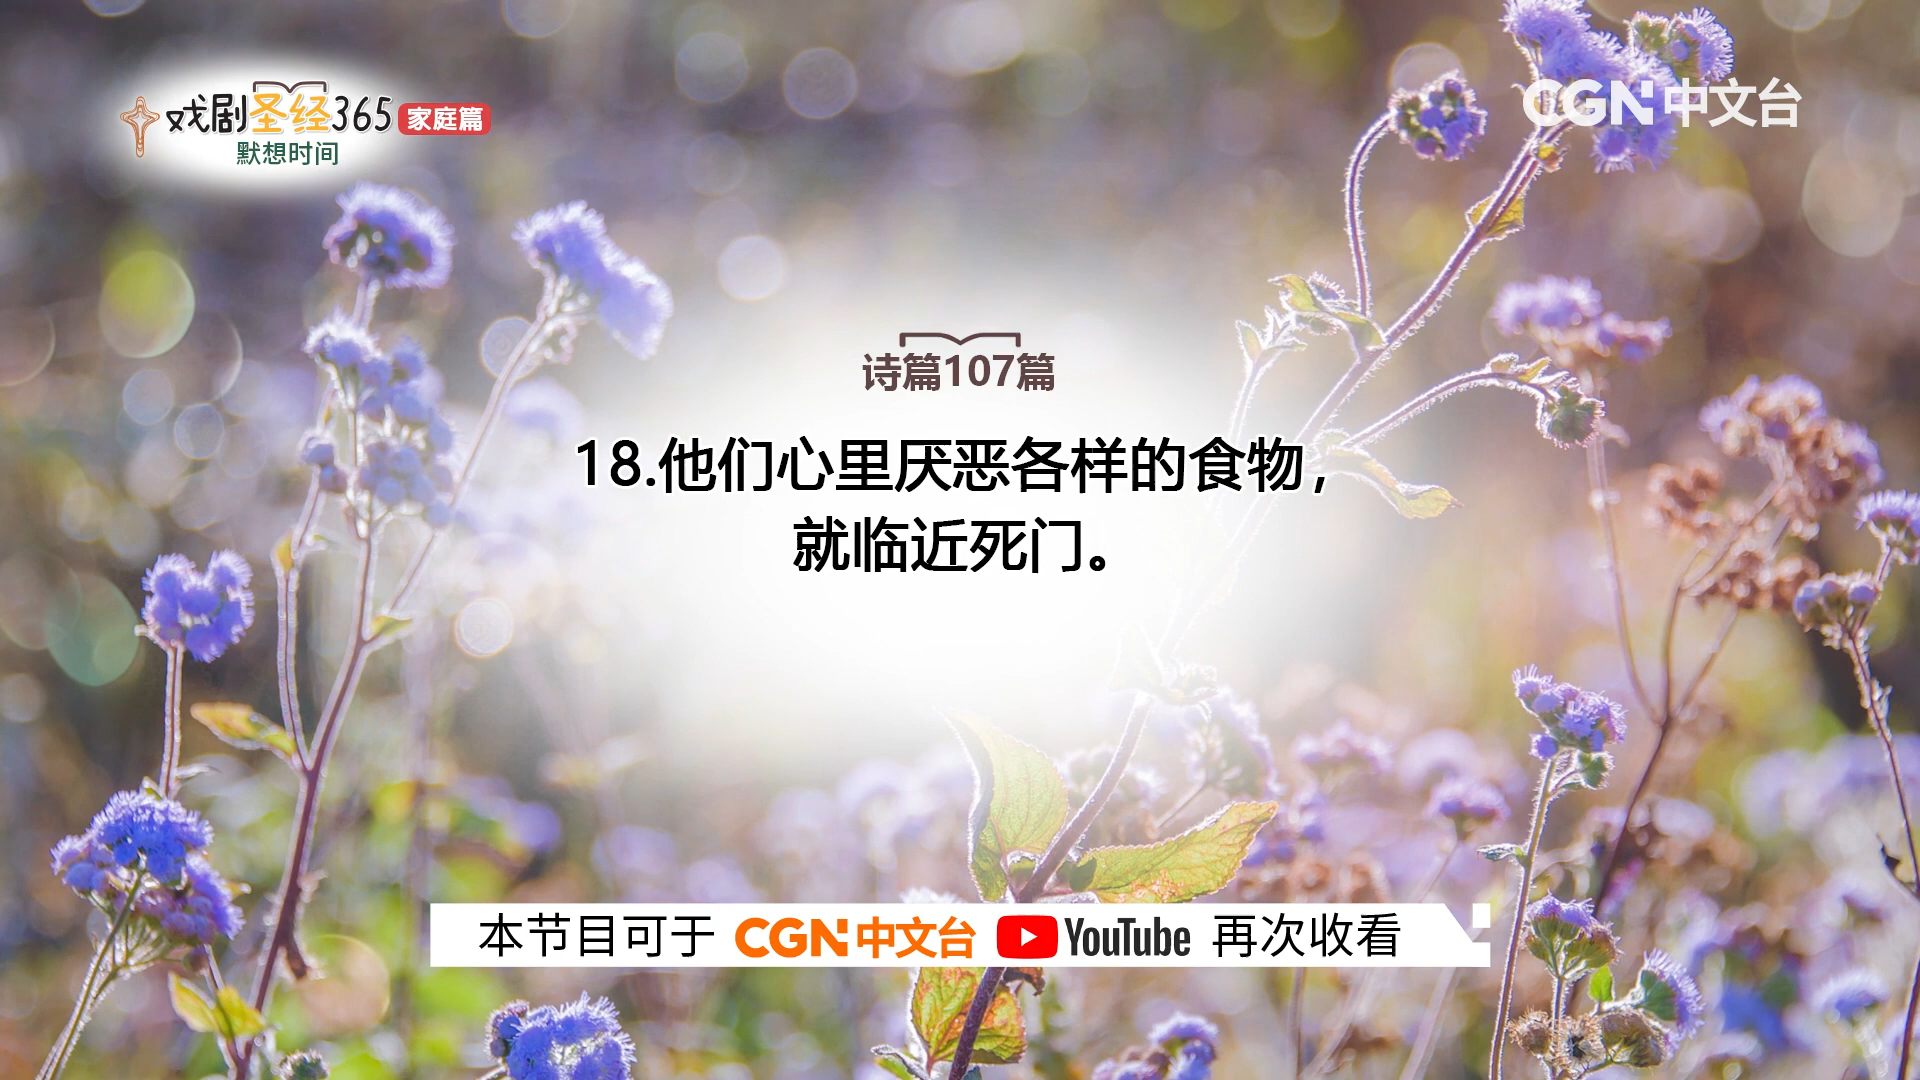 戏剧圣经365 家庭篇
默想时间
CGN中文台
诗篇107篇
18.他们心里厌恶各样的食物，
就临近死门。
本节目可于 CGN中文台 YouTube 再次收看